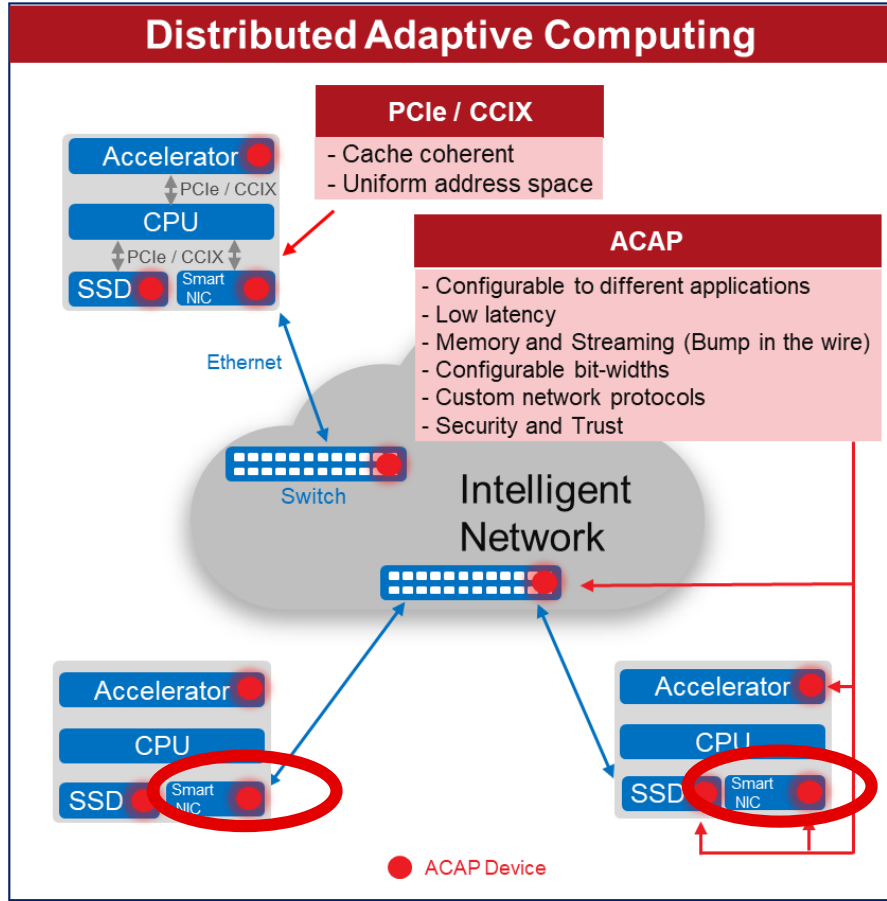 Distributed Adaptive Computing
PCIe / CCIX
- Cache coherent
- Uniform address space
Accelerator
PCIe / CCIX
CPU
PCIe / CCIX
SSD
Smart
NIC
ACAP
- Configurable to different applications
- Low latency
- Memory and Streaming (Bump in the wire)
- Configurable bit-widths
- Custom network protocols
- Security and Trust
Ethernet
Switch
Intelligent
Network
Accelerator
CPU
SSD
Smart
NIC
Accelerator
CPU
SSD
Smart
NIC
ACAP Device